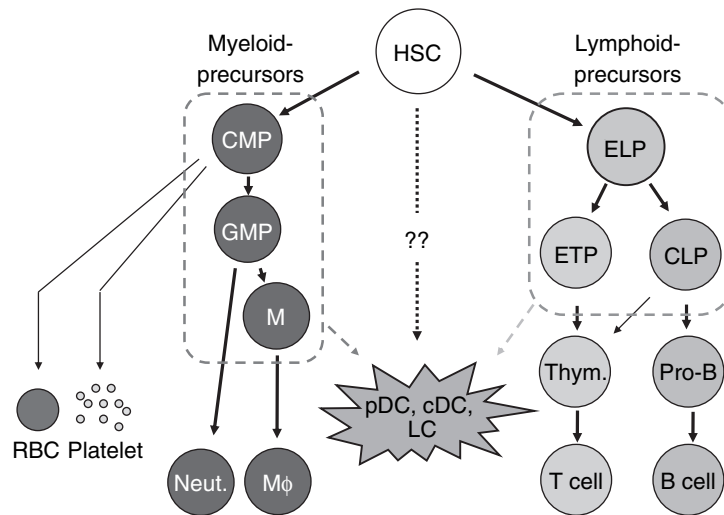 Myeloid-
precursors
HSC
Lymphoid-
precursors
CMP
ELP
GMP
??
ETP
CLP
M
Thym.
Pro-B
pDC, cDC,
LC
RBC
Platelet
Neut.
Mϕ
T cell
B cell